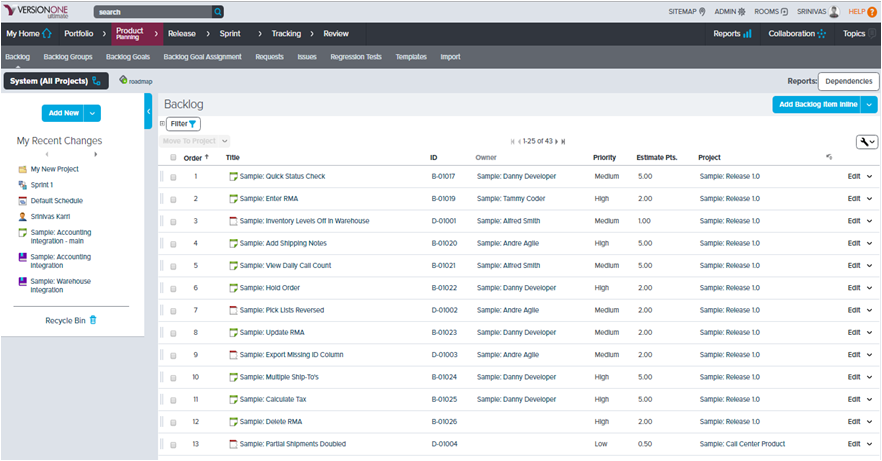 VERSIONONE
ultimate
search
SITEMAP ADMIN ROOMS SRINIVAS HELP ?
My Home Portfolio Product Planning Release Sprint Tracking Review Reports Collaboration Topics
Backlog Backlog Groups Backlog Goals Backlog Goal Assignment Requests Issues Regression Tests Templates Import
System (All Projects) roadmap Reports: Dependencies
Add New
My Recent Changes
My New Project
Sprint 1
Default Schedule
Srinivas Karri
Sample: Accounting
Integration - main
Sample: Accounting
Integration
Sample: Warehouse
Integration
Recycle Bin
Backlog Add Backlog Item Inline
Filter
Move To Project 1-25 of 43
Order Title ID Owner Priority Estimate Pts. Project
1 Sample: Quick Status Check B-01017 Sample: Danny Developer Medium 5.00 Sample: Release 1.0 Edit
2 Sample: Enter RMA B-01019 Sample: Tammy Coder High 2.00 Sample: Release 1.0 Edit
3 Sample: Inventory Levels Off In Warehouse D-01001 Sample: Alfred Smith Medium 1.00 Sample: Release 1.0 Edit
4 Sample: Add Shipping Notes B-01020 Sample: Andre Agile High 5.00 Sample: Release 1.0 Edit
5 Sample: View Daily Call Count B-01021 Sample: Alfred Smith Medium 5.00 Sample: Release 1.0 Edit
6 Sample: Hold Order B-01022 Sample: Danny Developer High 2.00 Sample: Release 1.0 Edit
7 Sample: Pick Lists Reversed D-01002 Sample: Andre Agile Medium 2.00 Sample: Release 1.0 Edit
8 Sample: Update RMA B-01023 Sample: Danny Developer Medium 2.00 Sample: Release 1.0 Edit
9 Sample: Export Missing ID Column D-01003 Sample: Andre Agile Medium 2.00 Sample: Release 1.0 Edit
10 Sample: Multiple Ship-To's B-01024 Sample: Danny Developer High 5.00 Sample: Release 1.0 Edit
11 Sample: Calculate Tax B-01025 Sample: Danny Developer High 5.00 Sample: Release 1.0 Edit
12 Sample: Delete RMA B-01026 High 2.00 Sample: Release 1.0 Edit
13 Sample: Partial Shipments Doubled D-01004 Low 0.50 Sample: Call Center Product Edit